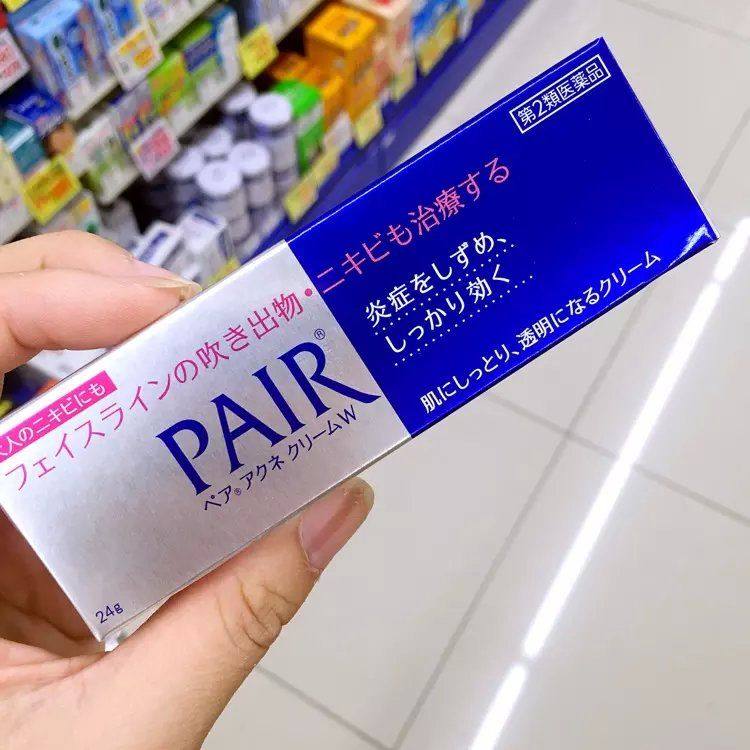 第2類医薬品
大人のニキビにも
フェイスラインの吹き出物・ニキビも治療する
PAIR®
ペア®アクネ クリームW
24g
炎症をしずめ、
しっかり効く
肌にしっとり、透明になるクリーム